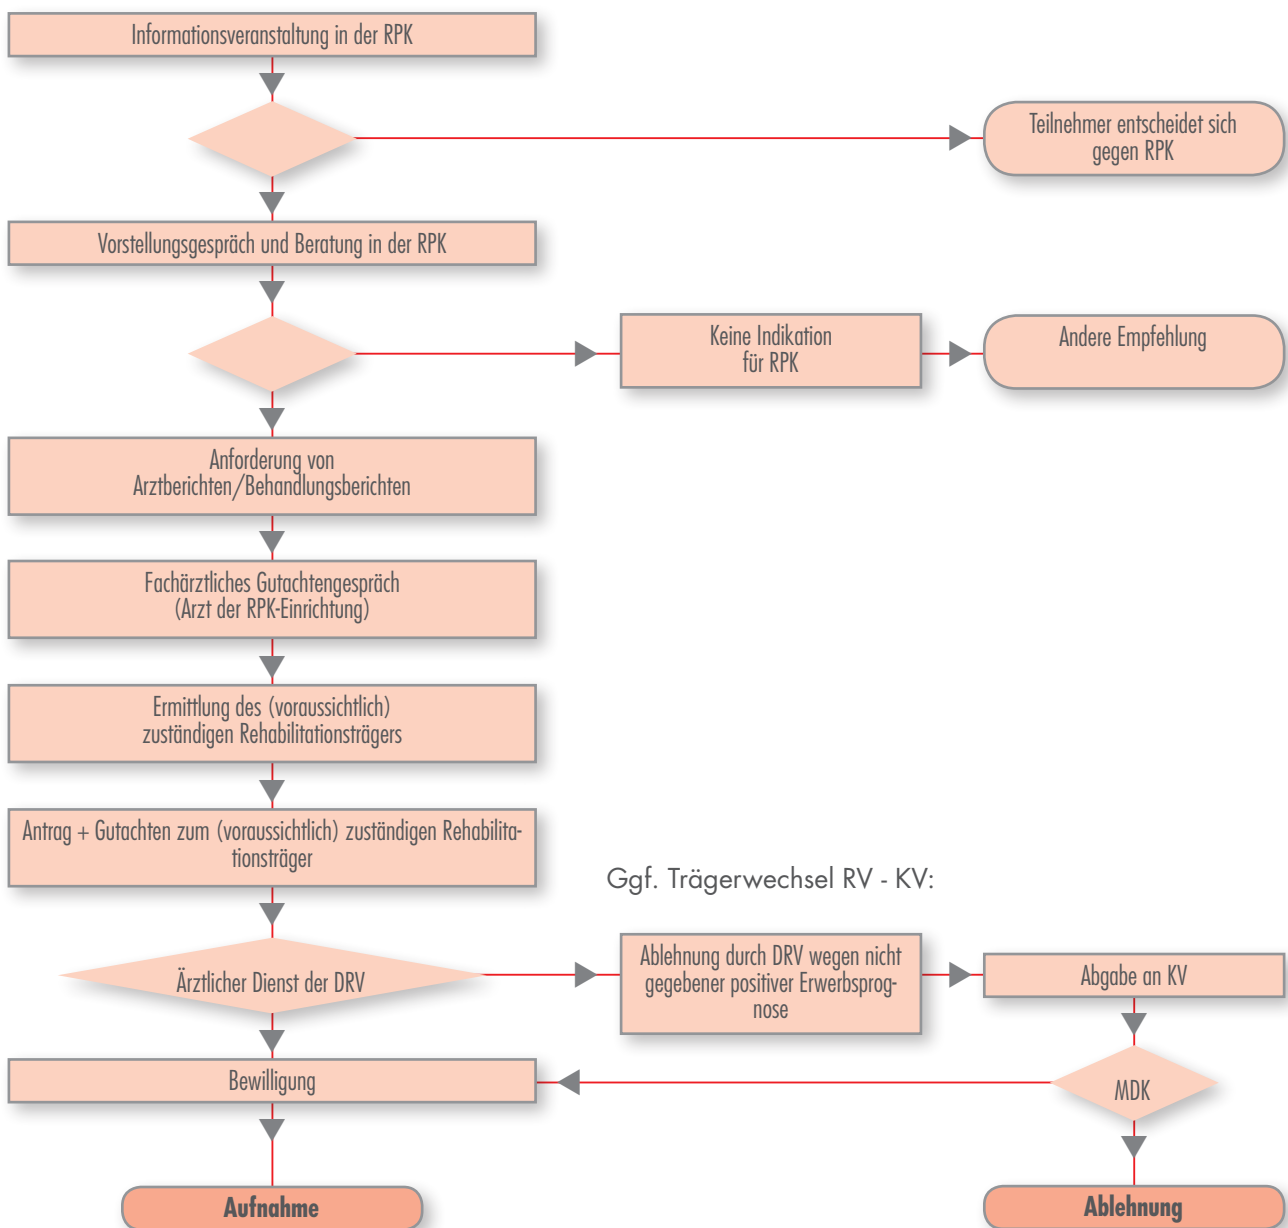 Informationsveranstaltung in der RPK
Teilnehmer entscheidet sich
gegen RPK
Vorstellungsgespräch und Beratung in der RPK
Keine Indikation
für RPK
Andere Empfehlung
Anforderung von
Arztberichten/Behandlungsberichten
Fachärztliches Gutachtengespräch
(Arzt der RPK-Einrichtung)
Ermittlung des (voraussichtlich)
zuständigen Rehabilitationsträgers
Antrag + Gutachten zum (voraussichtlich) zuständigen Rehabilita-
tionsträger
Ggf. Trägerwechsel RV - KV:
Ärztlicher Dienst der DRV
Ablehnung durch DRV wegen nicht
gegebener positiver Erwerbsprog-
nose
Abgabe an KV
Bewilligung
MDK
Aufnahme
Ablehnung